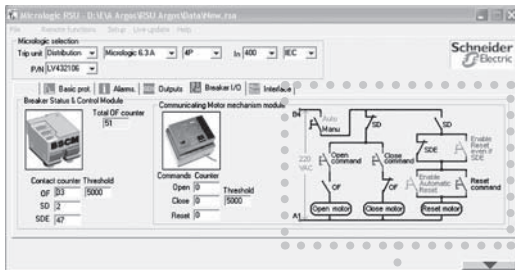 Micrologic RSU - D:\EVA Argos\RSU Argos\Data\New.rsa
File Remote functions Setup Live update Help
Micrologic selection
Trip unit Distribution Micrologic 6.3 A 4P In 400 IEC
P/N LV432106
Schneider Electric
Basic prot. Alarms Outputs Breaker I/O Interface
Breaker Status & Control Module
Total OF counter
51
BSCM
Contact counter Threshold
OF 33 5000
SD 2
SDE 47
Communicating Motor mechanism module
Commands Counter
Open 0 Threshold
Close 0 5000
Reset 0
B4
Auto
Manu
SD
SD
220
VAC
Open command
Close command
SDE
Enable Reset even if SDE
OF
OF
Enable Automatic Reset
Reset command
A1
Open motor Close motor Reset motor